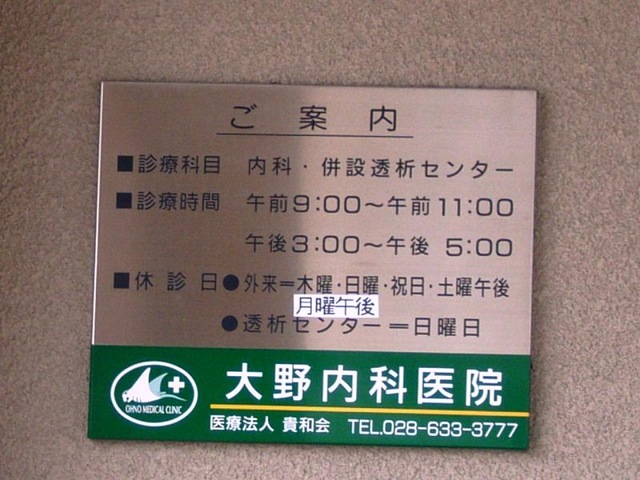 ご案内
■診療科目 内科・併設透析センター
■診療時間 午前9:00〜午前11:00
午後3:00〜午後 5:00
■休診日●外来＝木曜・日曜・祝日・土曜午後
月曜午後
●透析センター＝日曜日
大野内科医院
OHNO MEDICAL CLINIC
医療法人 貴和会 TEL.028-633-3777